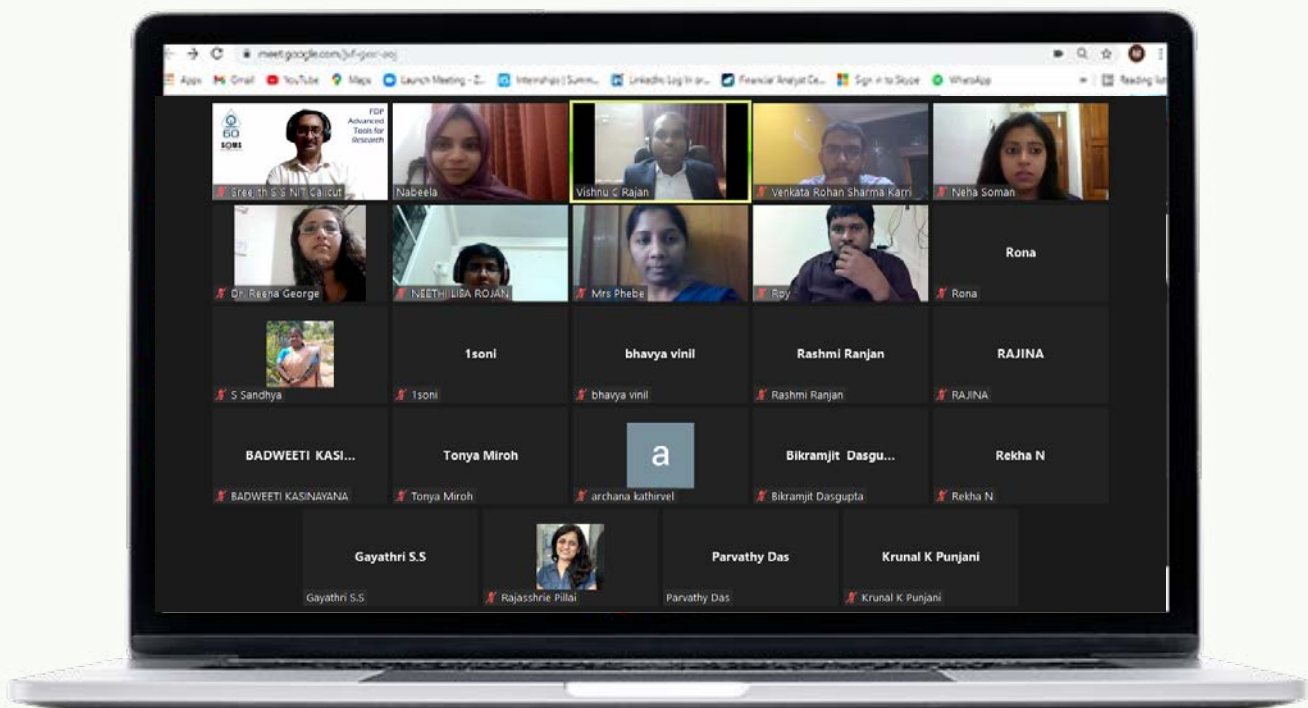 meet.google.com/
Apps Gmail YouTube Maps Launch Meeting - Z... Internships | Summ... LinkedIn: Log In or... Financial Analyst Ce... Sign in to Skype WhatsApp Reading list
60
SOMS
FDP
Advanced
Tools for
Research
Sreejith S S NIT Calicut
Nabeela
Vishnu C Rajan
Venkata Rohan Sharma Karri
Neha Soman
Dr. Reena George
NEETHI LISA ROJAN
Mrs Phebe
Roy
Rona
Rona
S Sandhya
1soni
1soni
bhavya vinil
bhavya vinil
Rashmi Ranjan
Rashmi Ranjan
RAJINA
RAJINA
BADWEETI KASI...
BADWEETI KASINAYANA
Tonya Miroh
Tonya Miroh
a
archana kathirvel
Bikramjit Dasgu...
Bikramjit Dasgupta
Rekha N
Rekha N
Gayathri S.S
Gayathri S.S
Rajasshrie Pillai
Parvathy Das
Parvathy Das
Krunal K Punjani
Krunal K Punjani